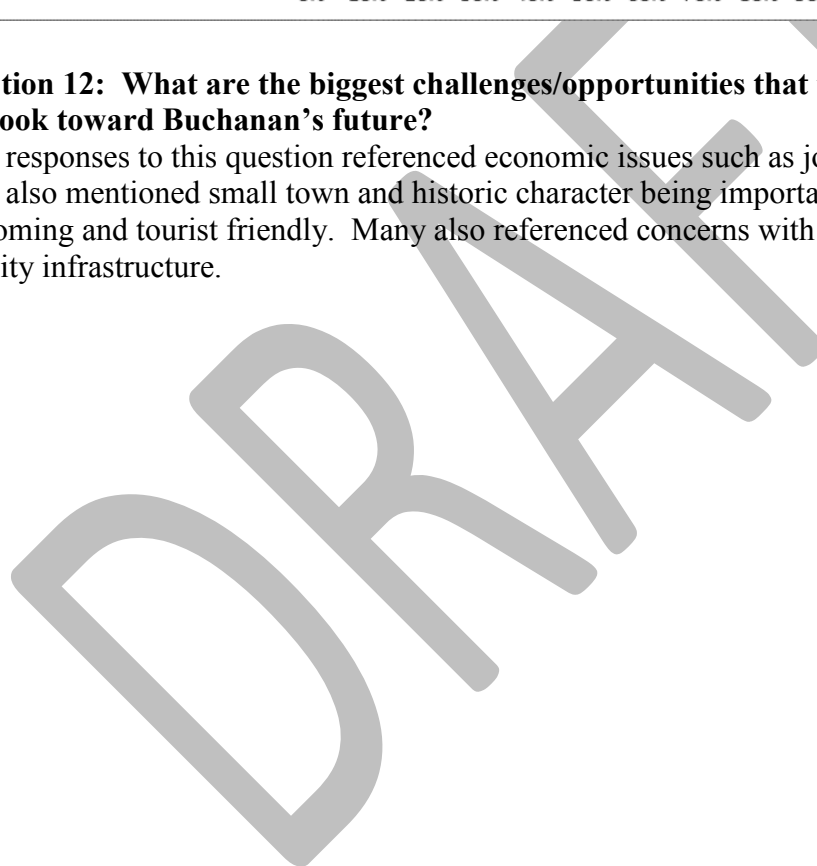 tion 12: What are the biggest challenges/opportunities that
ook toward Buchanan's future?
responses to this question referenced economic issues such as jo
also mentioned small town and historic character being importa
oming and tourist friendly. Many also referenced concerns with
ity infrastructure.
DRAF